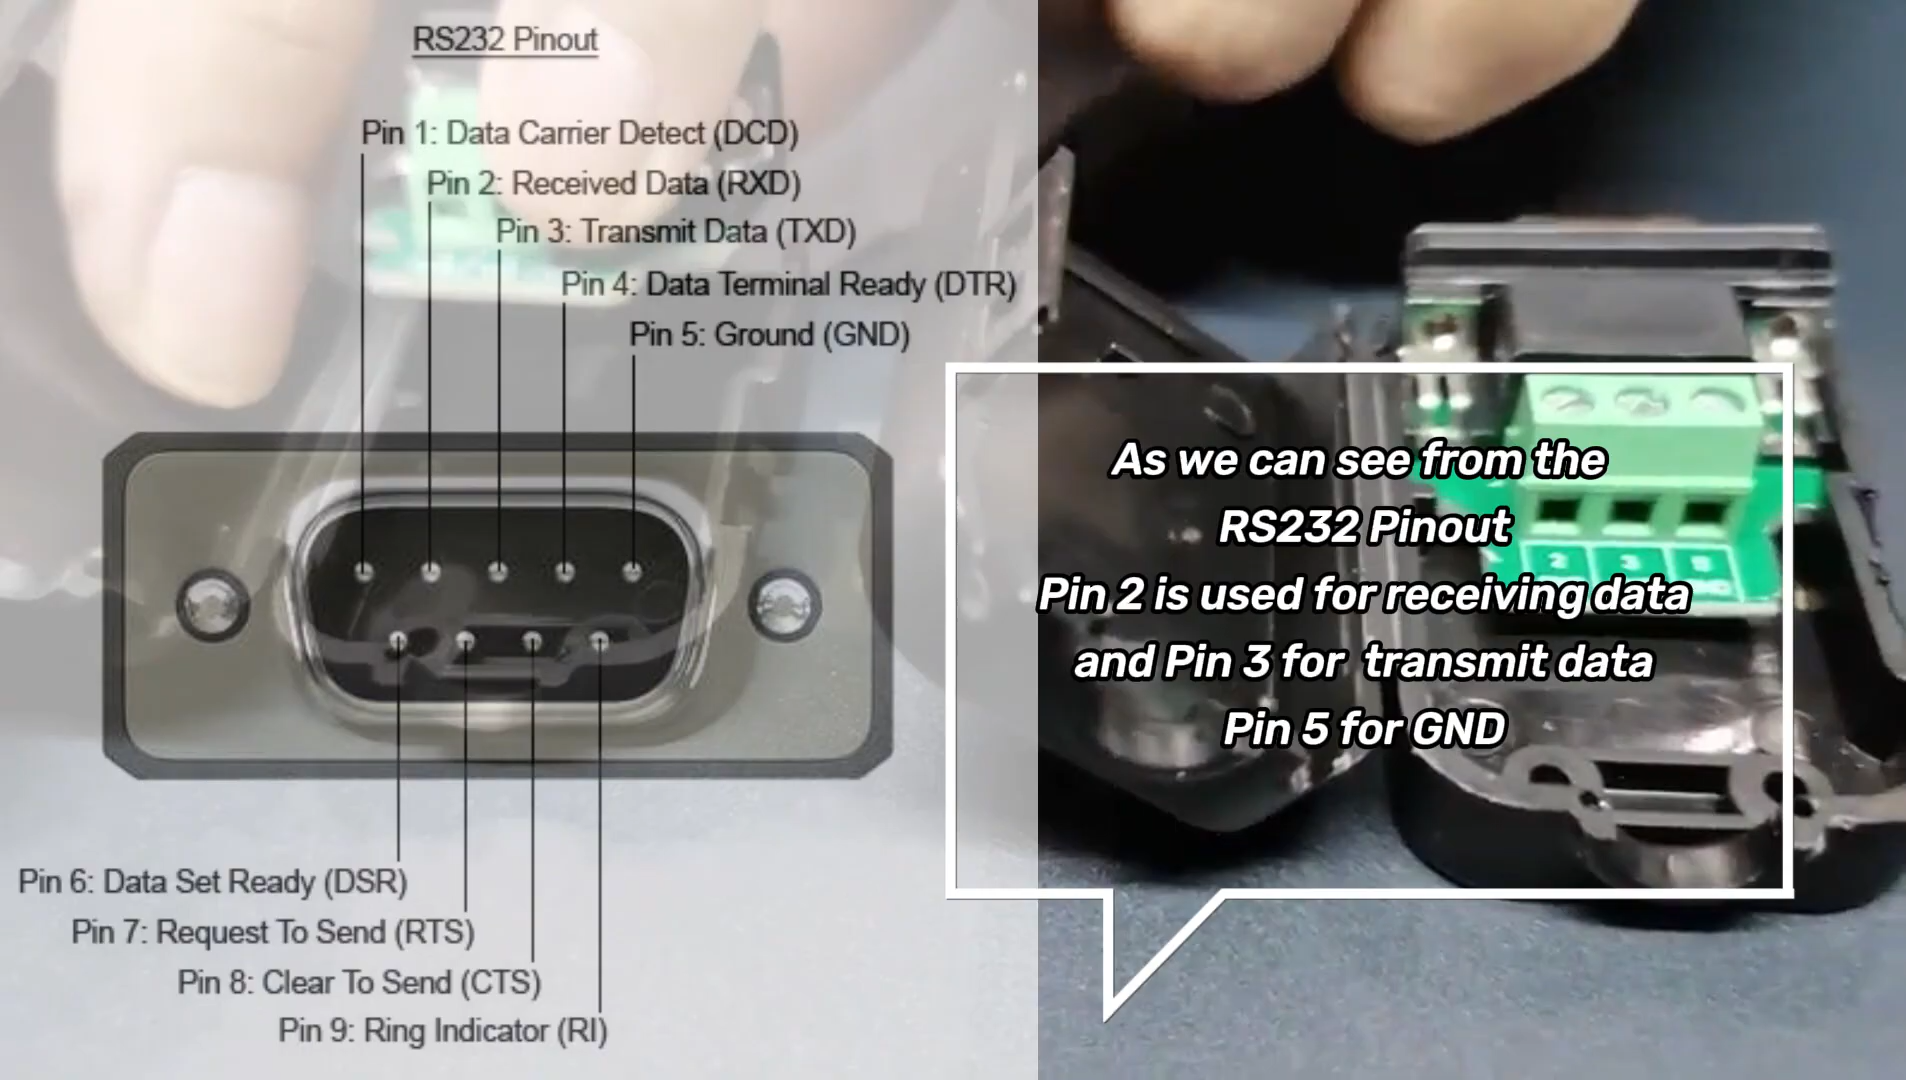 RS232 Pinout
Pin 1: Data Carrier Detect (DCD)
Pin 2: Received Data (RXD)
Pin 3: Transmit Data (TXD)
Pin 4: Data Terminal Ready (DTR)
Pin 5: Ground (GND)
Pin 6: Data Set Ready (DSR)
Pin 7: Request To Send (RTS)
Pin 8: Clear To Send (CTS)
Pin 9: Ring Indicator (RI)
As we can see from the
RS232 Pinout
Pin 2 is used for receiving data
and Pin 3 for transmit data
Pin 5 for GND
2 3